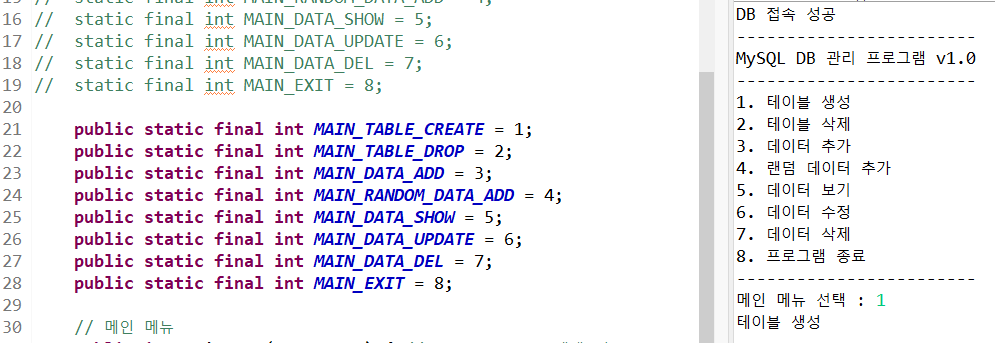 16 //  static final int MAIN_DATA_SHOW = 5;
17 //  static final int MAIN_DATA_UPDATE = 6;
18 //  static final int MAIN_DATA_DEL = 7;
19 //  static final int MAIN_EXIT = 8;
20
21     public static final int MAIN_TABLE_CREATE = 1;
22     public static final int MAIN_TABLE_DROP = 2;
23     public static final int MAIN_DATA_ADD = 3;
24     public static final int MAIN_RANDOM_DATA_ADD = 4;
25     public static final int MAIN_DATA_SHOW = 5;
26     public static final int MAIN_DATA_UPDATE = 6;
27     public static final int MAIN_DATA_DEL = 7;
28     public static final int MAIN_EXIT = 8;
29
30     // 메인 메뉴
DB 접속 성공
------------------------
MySQL DB 관리 프로그램 v1.0
------------------------
1. 테이블 생성
2. 테이블 삭제
3. 데이터 추가
4. 랜덤 데이터 추가
5. 데이터 보기
6. 데이터 수정
7. 데이터 삭제
8. 프로그램 종료
------------------------
메인 메뉴 선택 : 1
테이블 생성